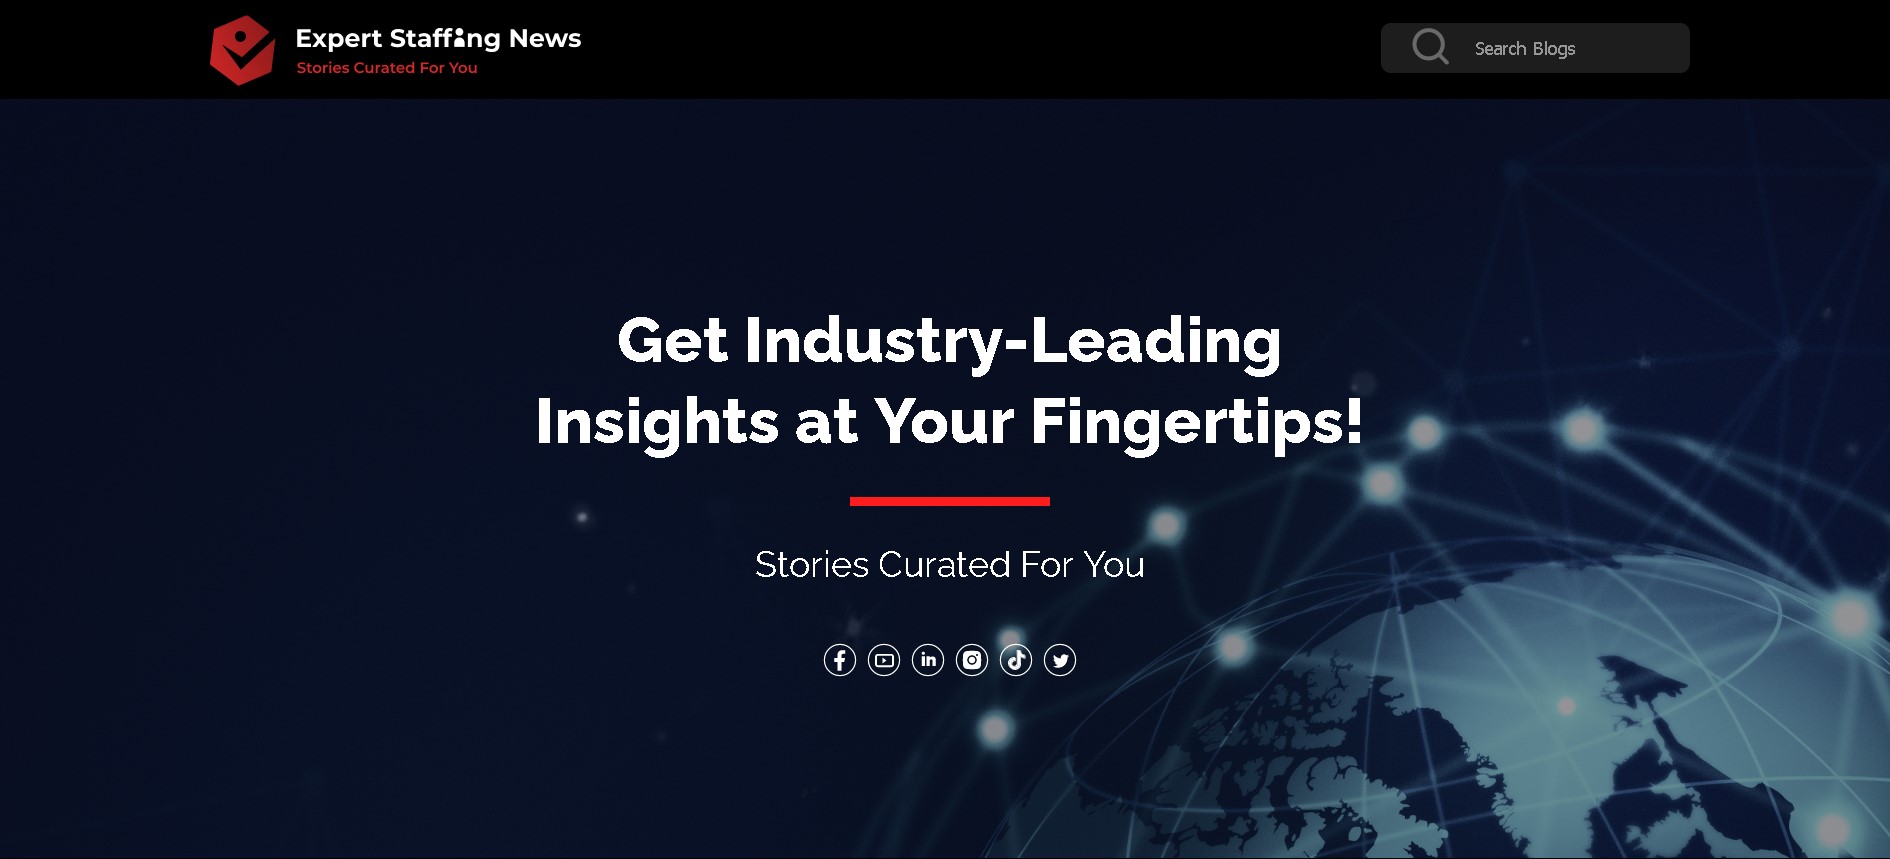 Expert Staffing News
Stories Curated For You
Search Blogs
Get Industry-Leading
Insights at Your Fingertips!
Stories Curated For You